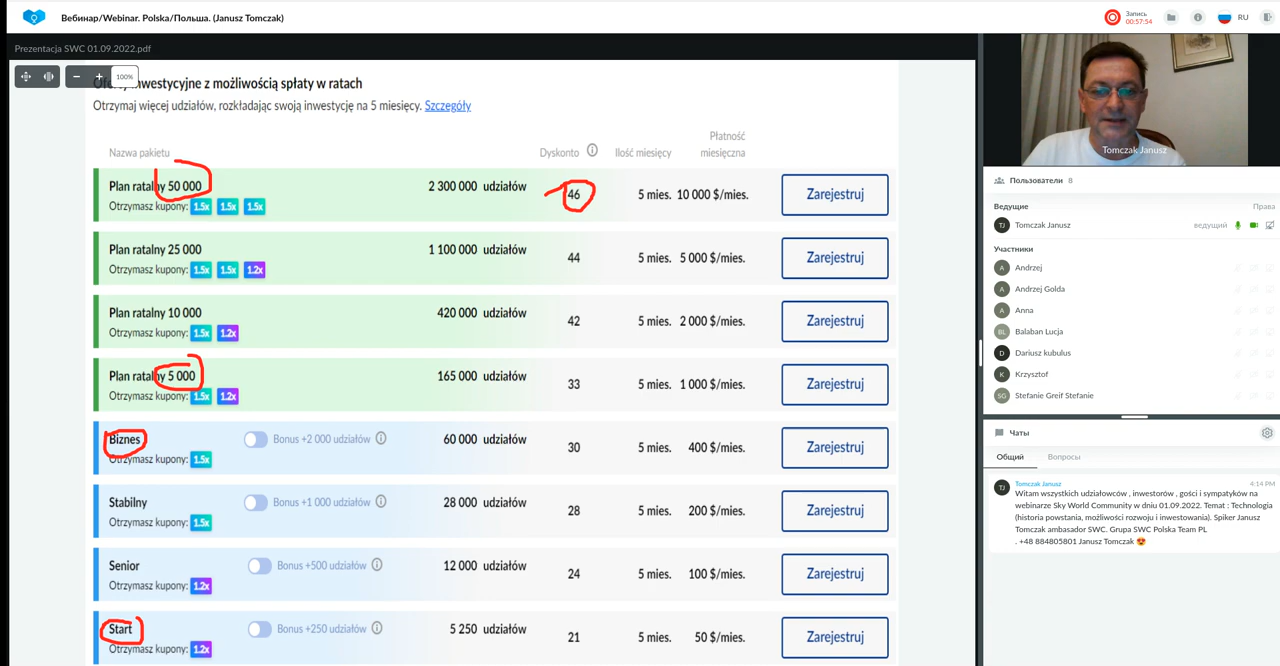 Вебинар/Webinar. Polska/Польша. (Janusz Tomczak)
Запись
00:57:54
RU
Prezentacja SWC 01.09.2022.pdf
100%
inwestycyjne z możliwością spłaty w ratach
Otrzymaj więcej udziałów, rozkładając swoją inwestycję na 5 miesięcy. Szczegóły
Nazwa pakietu
Dyskonto
Ilość miesięcy
Płatność
miesięczna
Plan ratalny 50 000
2 300 000 udziałów
46
5 mies.
10 000 $/mies.
Zarejestruj
Otrzymasz kupony: 1.5x 1.5x 1.5x
Plan ratalny 25 000
1 100 000 udziałów
44
5 mies.
5 000 $/mies.
Zarejestruj
Otrzymasz kupony: 1.5x 1.5x 1.2x
Plan ratalny 10 000
420 000 udziałów
42
5 mies.
2 000 $/mies.
Zarejestruj
Otrzymasz kupony: 1.5x 1.2x
Plan ratalny 5 000
165 000 udziałów
33
5 mies.
1 000 $/mies.
Zarejestruj
Otrzymasz kupony: 1.5x 1.2x
Biznes
Bonus +2 000 udziałów
60 000 udziałów
30
5 mies.
400 $/mies.
Zarejestruj
Otrzymasz kupony: 1.5x
Stabilny
Bonus +1 000 udziałów
28 000 udziałów
28
5 mies.
200 $/mies.
Zarejestruj
Otrzymasz kupony: 1.5x
Senior
Bonus +500 udziałów
12 000 udziałów
24
5 mies.
100 $/mies.
Zarejestruj
Otrzymasz kupony: 1.2x
Start
Bonus +250 udziałów
5 250 udziałów
21
5 mies.
50 $/mies.
Zarejestruj
Otrzymasz kupony: 1.2x
Tomczak Janusz
Пользователи 8
Ведущие
Права
TJ Tomczak Janusz
ведущий
Участники
A Andrzej
A Andrzej Golda
A Anna
BL Balaban Łucja
D Dariusz kubulus
K Krzysztof
SG Stefanie Greif Stefanie
Чаты
Общий
Вопросы
TJ Tomczak Janusz
4:14 PM
Witam wszystkich udziałowców , inwestorów , gości i sympatyków na
webinarze Sky World Community w dniu 01.09.2022. Temat : Technologia
(historia powstania, możliwości rozwoju i inwestowania). Spiker Janusz
Tomczak ambasador SWC. Grupa SWC Polska Team PL
. +48 884805801 Janusz Tomczak 😍